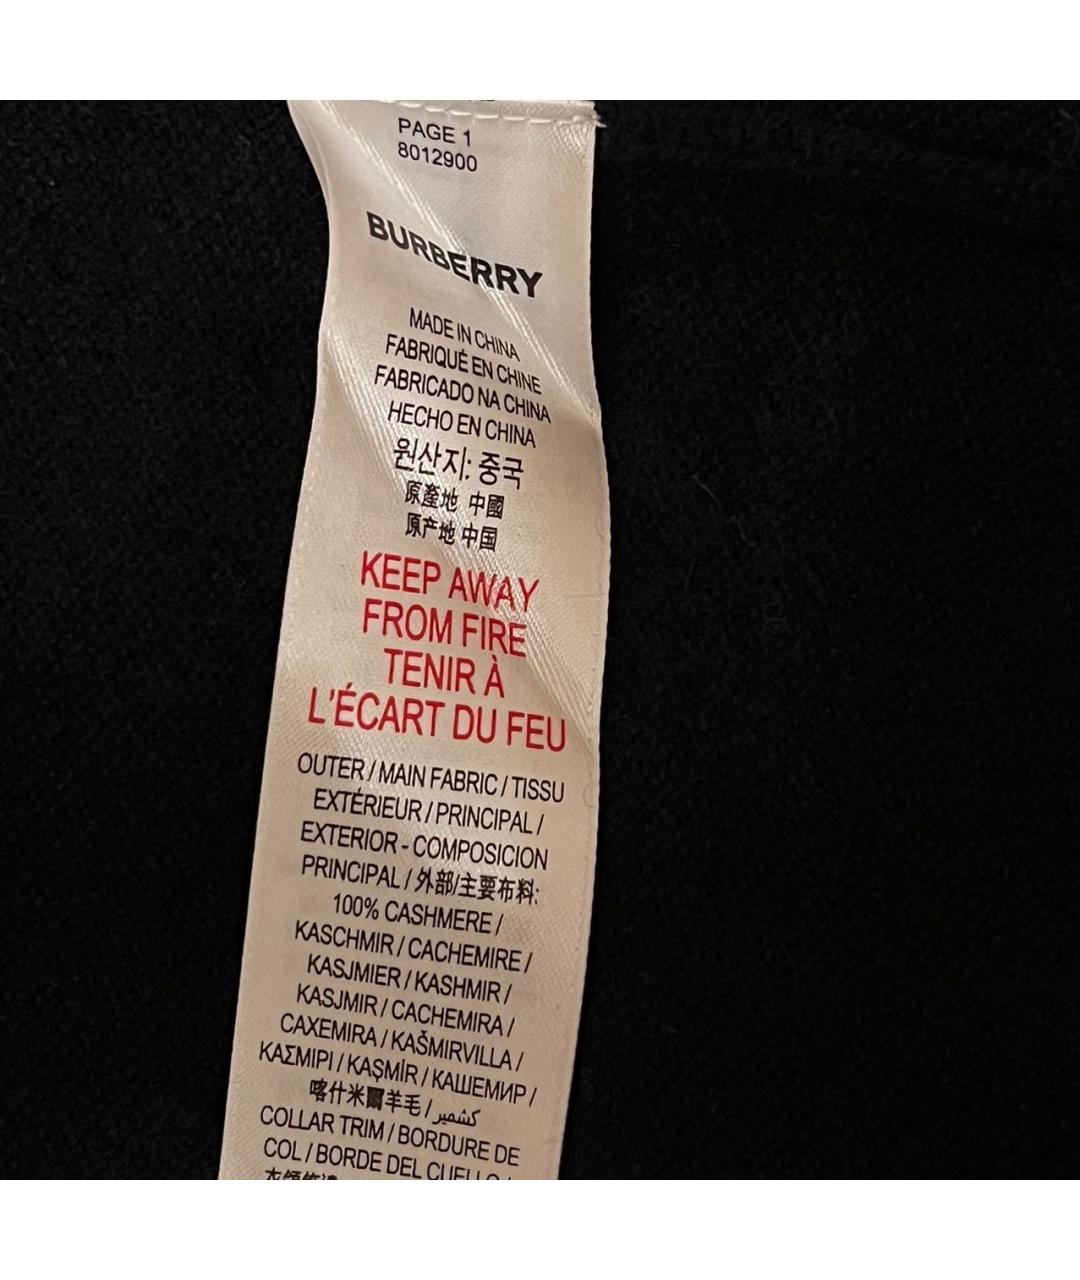 PAGE 1
8012900
BURBERRY
MADE IN CHINA
FABRIQUÉ EN CHINE
FABRICADO NA CHINA
HECHO EN CHINA
원산지: 중국
原產地 中國
原产地 中国
KEEP AWAY
FROM FIRE
TENIR À
L'ÉCART DU FEU
OUTER / MAIN FABRIC / TISSU
EXTÉRIEUR / PRINCIPAL /
EXTERIOR - COMPOSICION
PRINCIPAL / 外部/主要布料:
100% CASHMERE /
KASCHMIR / CACHEMIRE /
KASJMIER / KASHMIR /
KASJMIR / CACHEMIRA /
CAXEMIRA / KAŠMIRVILLA /
ΚΑΣΜΙΡΙ / KAŞMİR / КАШЕМИР /
喀什米爾羊毛 / كشمير
COLLAR TRIM / BORDURE DE
COL / BORDE DEL CUELLO /